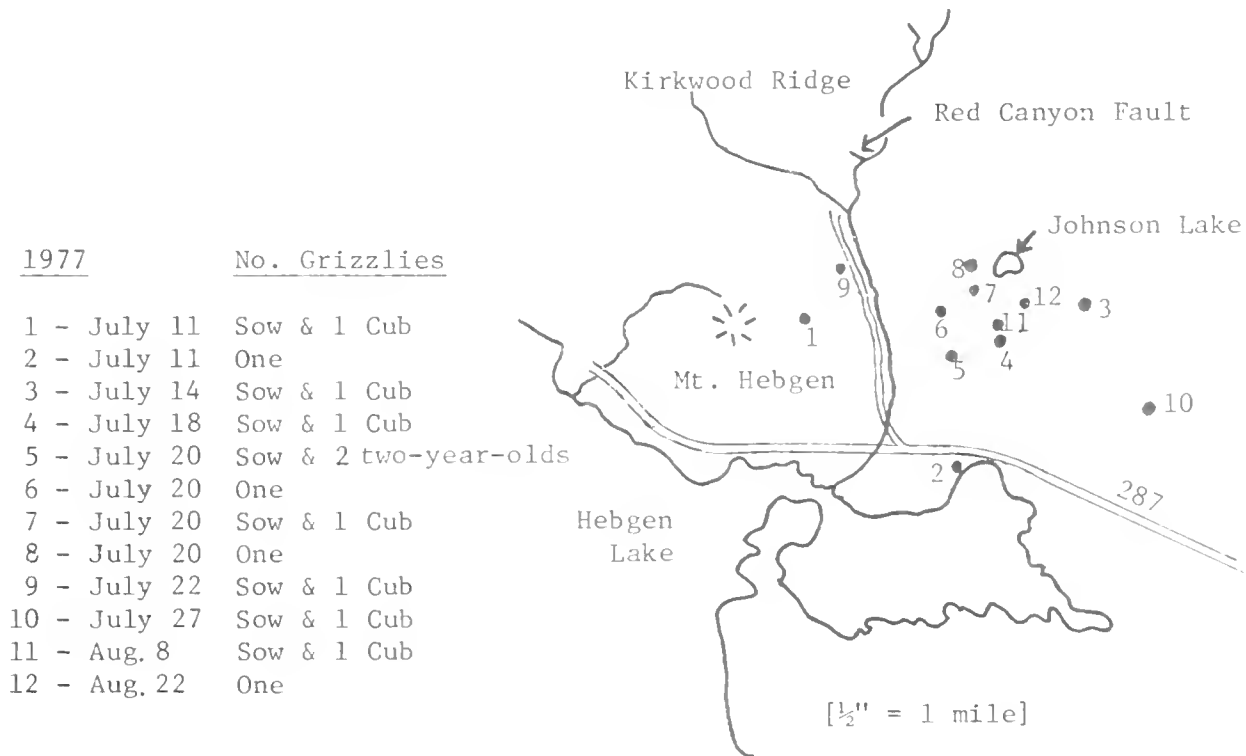 1977 No. Grizzlies
1 - July 11 Sow & 1 Cub
2 - July 11 One
3 - July 14 Sow & 1 Cub
4 - July 18 Sow & 1 Cub
5 - July 20 Sow & 2 two-year-olds
6 - July 20 One
7 - July 20 Sow & 1 Cub
8 - July 20 One
9 - July 22 Sow & 1 Cub
10 - July 27 Sow & 1 Cub
11 - Aug. 8 Sow & 1 Cub
12 - Aug. 22 One
Kirkwood Ridge
Red Canyon Fault
Johnson Lake
8
9
7
12
3
1
6
11
4
5
Mt. Hebgen
10
2
287
Hebgen
Lake
[½" = 1 mile]